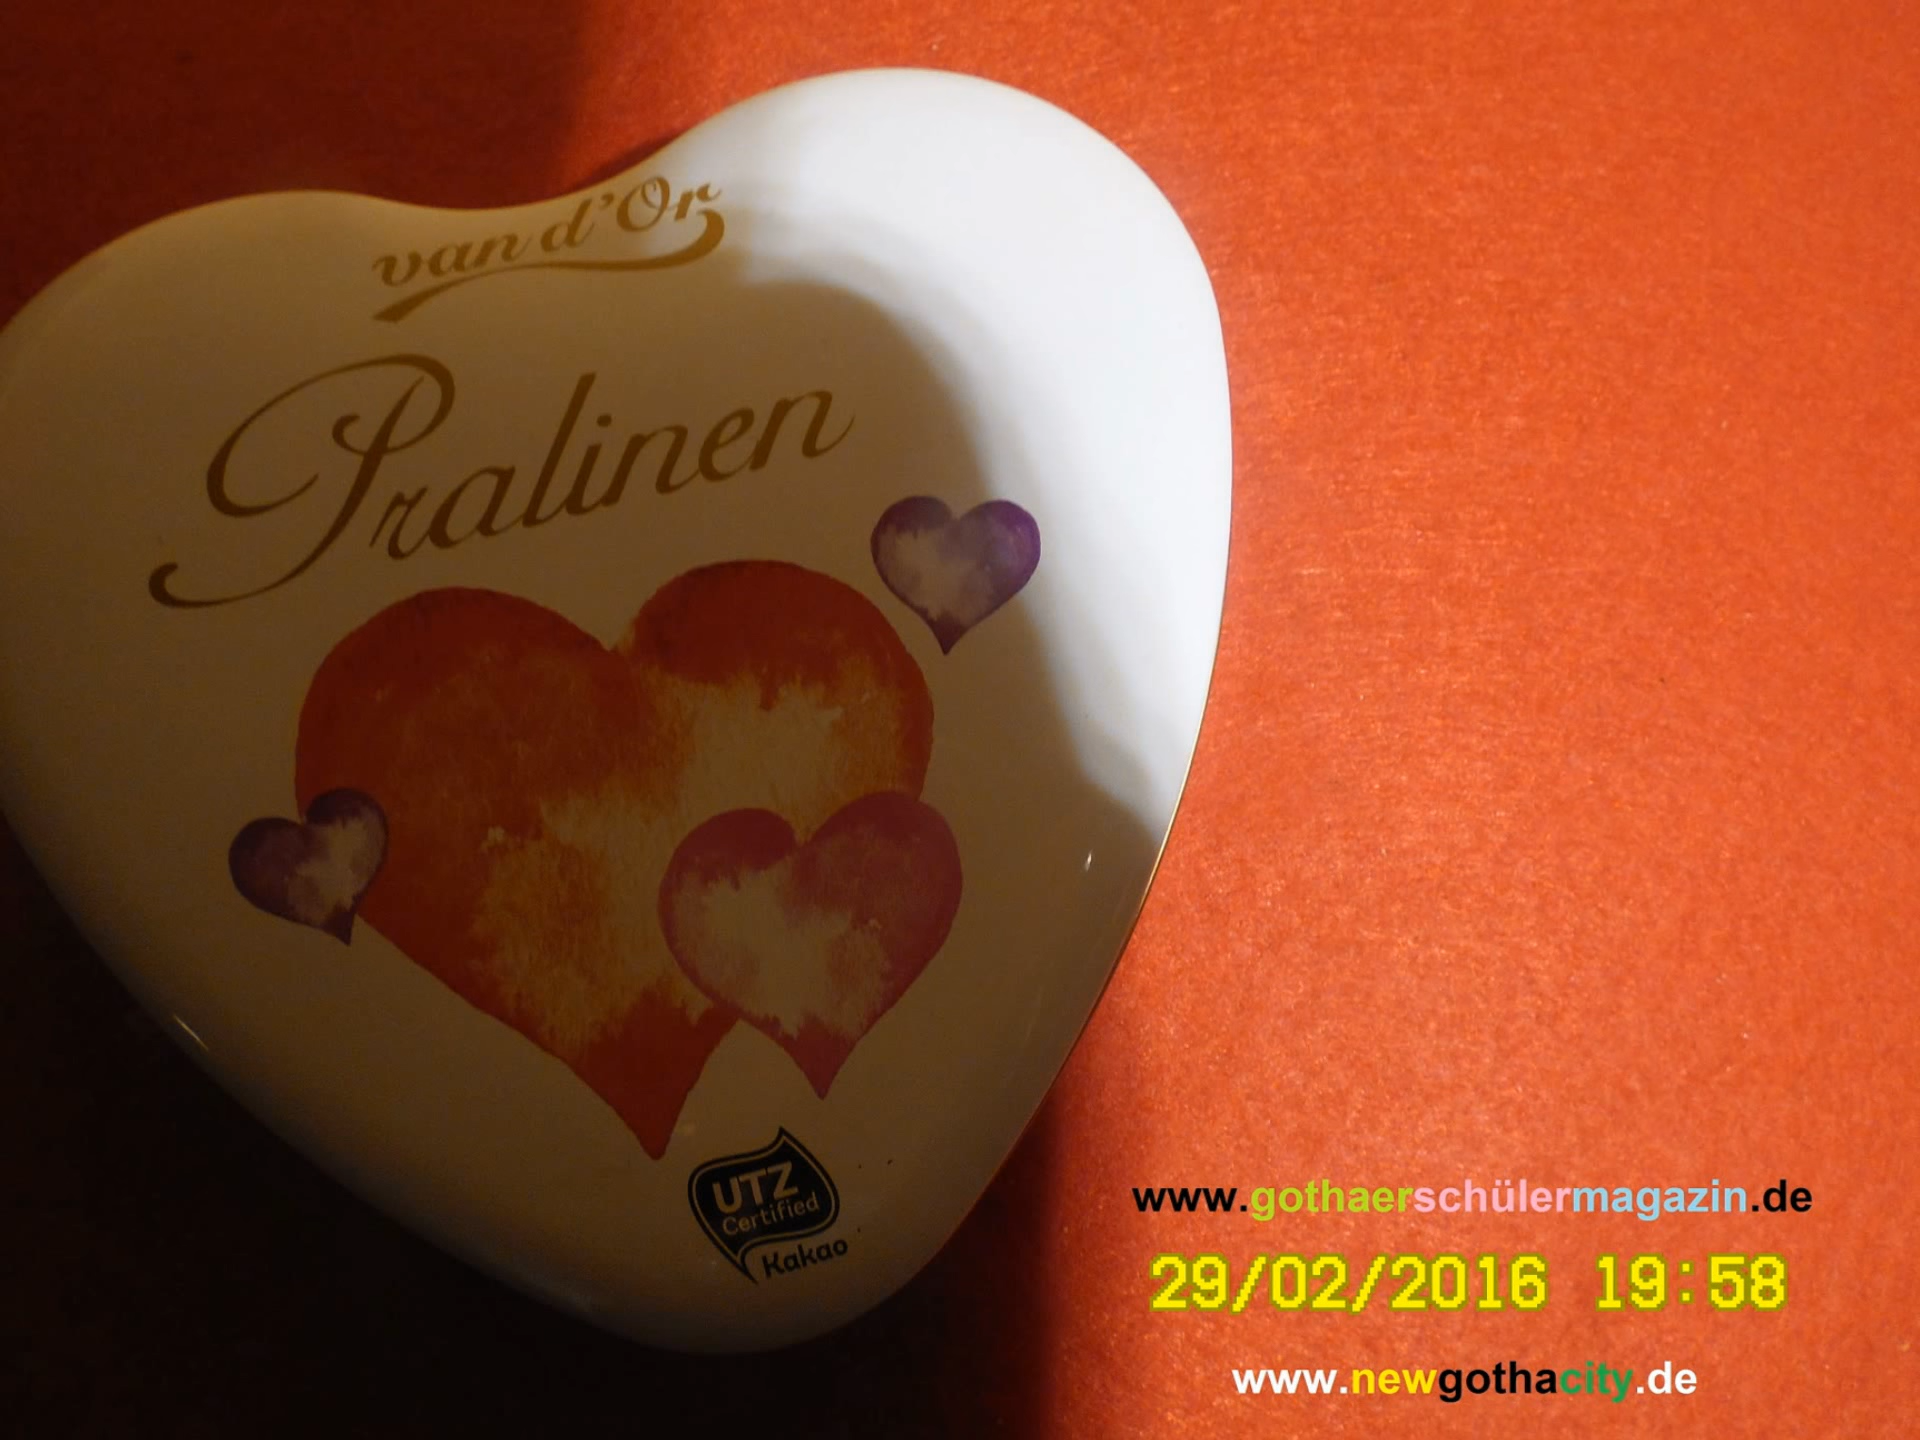 van d'Or
Pralinen
UTZ
Certified
Kakao
www.gothaerschülermagazin.de
29/02/2016 19:58
www.newgothacity.de